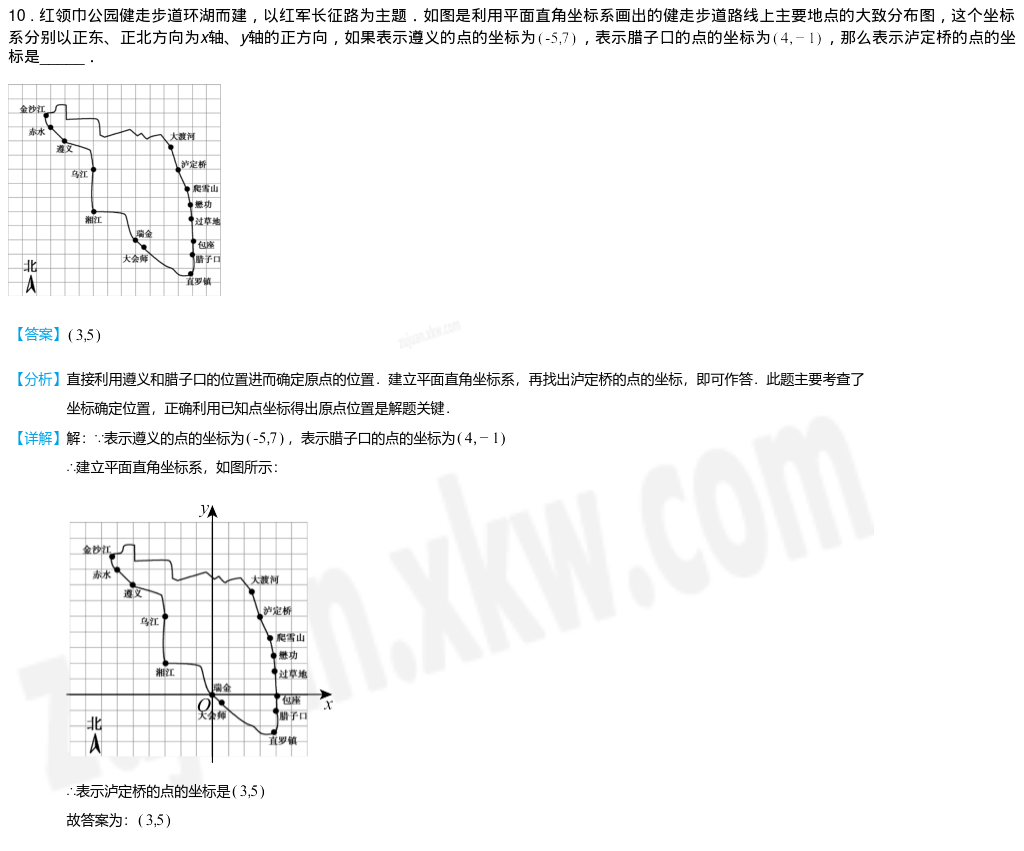 10．红领巾公园健走步道环湖而建，以红军长征路为主题．如图是利用平面直角坐标系画出的健走步道路线上主要地点的大致分布图，这个坐标
系分别以正东、正北方向为x轴、y轴的正方向，如果表示遵义的点的坐标为(-5,7)，表示腊子口的点的坐标为(4,−1)，那么表示泸定桥的点的坐
标是______．
金沙江
赤水
大渡河
遵义
泸定桥
乌江
爬雪山
懋功
湘江
过草地
瑞金
包座
大会师
腊子口
北
直罗镇
【答案】(3,5)
zujuan.xkw.com
【分析】直接利用遵义和腊子口的位置进而确定原点的位置．建立平面直角坐标系，再找出泸定桥的点的坐标，即可作答．此题主要考查了
坐标确定位置，正确利用已知点坐标得出原点位置是解题关键．
【详解】解：∵表示遵义的点的坐标为(-5,7)，表示腊子口的点的坐标为(4,−1)
∴建立平面直角坐标系，如图所示：
y
金沙江
赤水
大渡河
遵义
泸定桥
乌江
爬雪山
懋功
湘江
过草地
瑞金
包座
O
x
大会师
腊子口
北
直罗镇
zujuan.xkw.com
∴表示泸定桥的点的坐标是(3,5)
故答案为：(3,5)